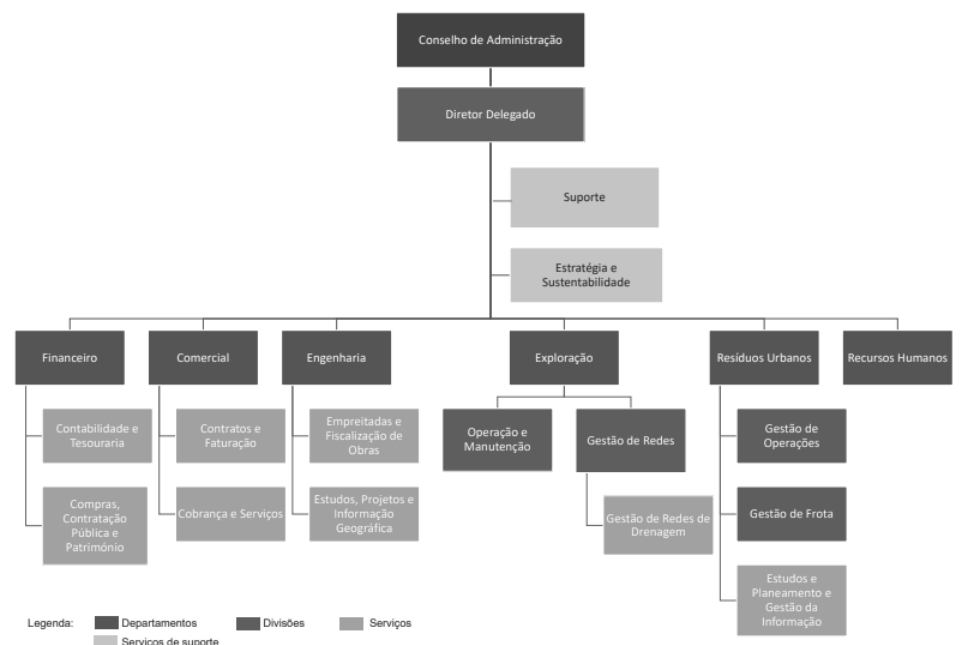 Conselho de Administração
Diretor Delegado
Suporte
Estratégia e
Sustentabilidade
Financeiro
Comercial
Engenharia
Exploração
Resíduos Urbanos
Recursos Humanos
Contabilidade e
Tesouraria
Contratos e
Faturação
Empreitadas e
Fiscalização de
Obras
Operação e
Manutenção
Gestão de Redes
Gestão de
Operações
Compras,
Contratação
Pública e
Património
Cobrança e Serviços
Estudos, Projetos e
Informação
Geográfica
Gestão de Redes de
Drenagem
Gestão de Frota
Estudos e
Planeamento e
Gestão da
Informação
Legenda:
Departamentos
Divisões
Serviços
Serviços de suporte